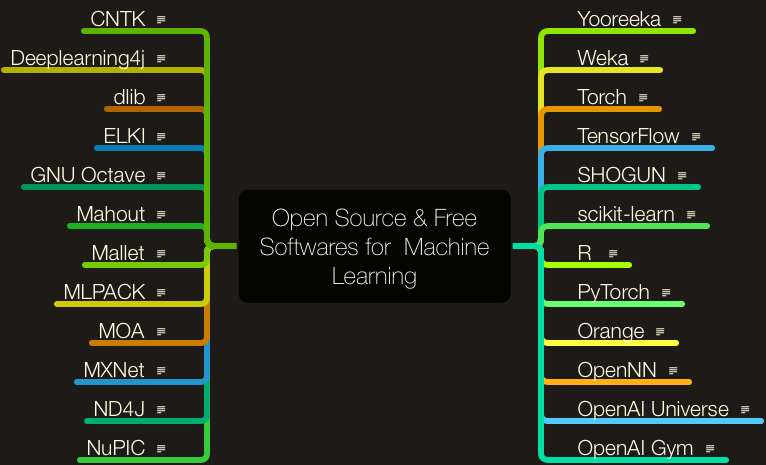 CNTK
Deeplearning4j
dlib
ELKI
GNU Octave
Mahout
Mallet
MLPACK
MOA
MXNet
ND4J
NuPIC
Open Source & Free
Softwares for Machine
Learning
Yooreeka
Weka
Torch
TensorFlow
SHOGUN
scikit-learn
R
PyTorch
Orange
OpenNN
OpenAI Universe
OpenAI Gym